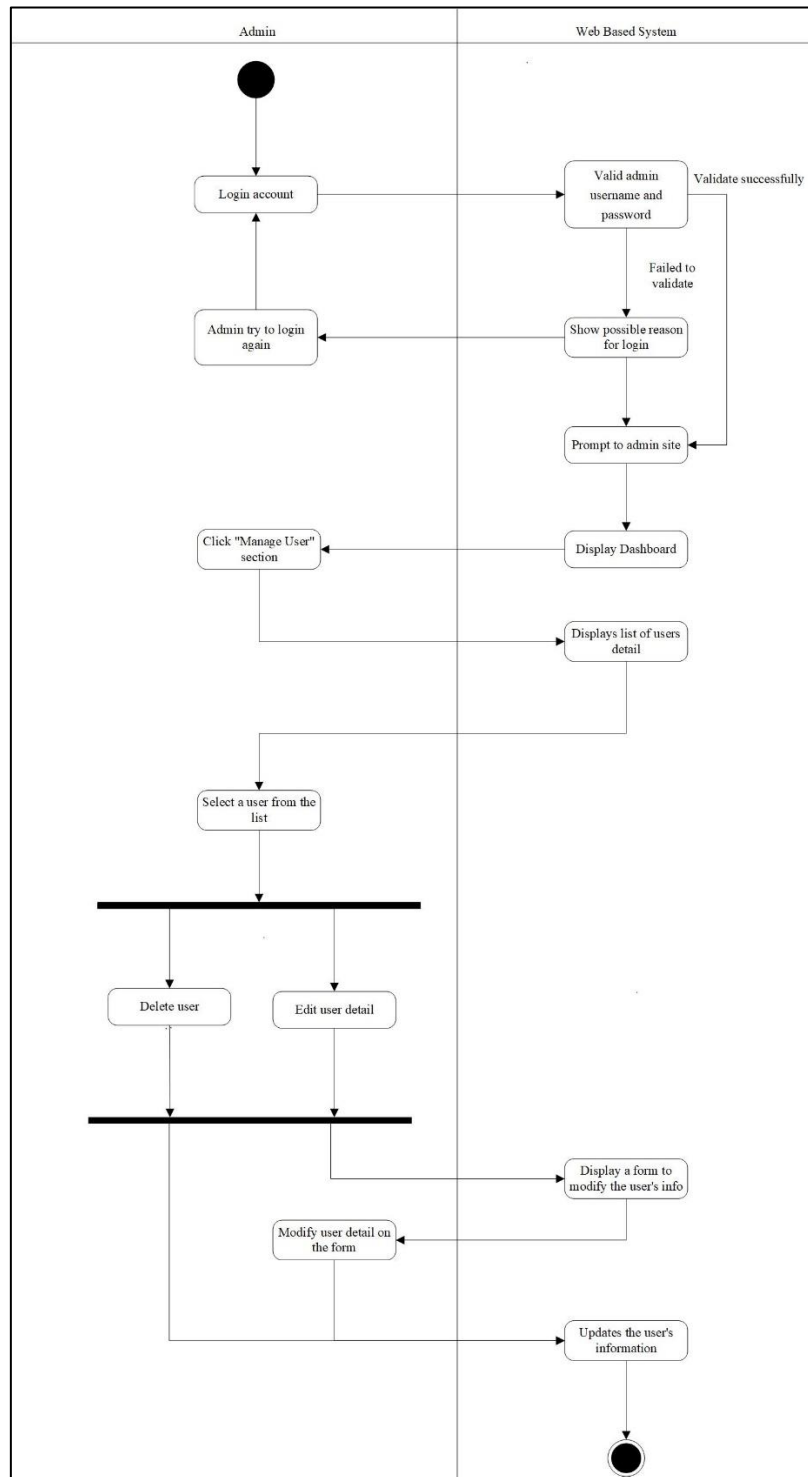 Admin
Web Based System
Login account
Valid admin
username and
password
Validate successfully
Failed to
validate
Admin try to login
again
Show possible reason
for login
Prompt to admin site
Click "Manage User"
section
Display Dashboard
Displays list of users
detail
Select a user from the
list
Delete user
Edit user detail
Display a form to
modify the user's info
Modify user detail on
the form
Updates the user's
information